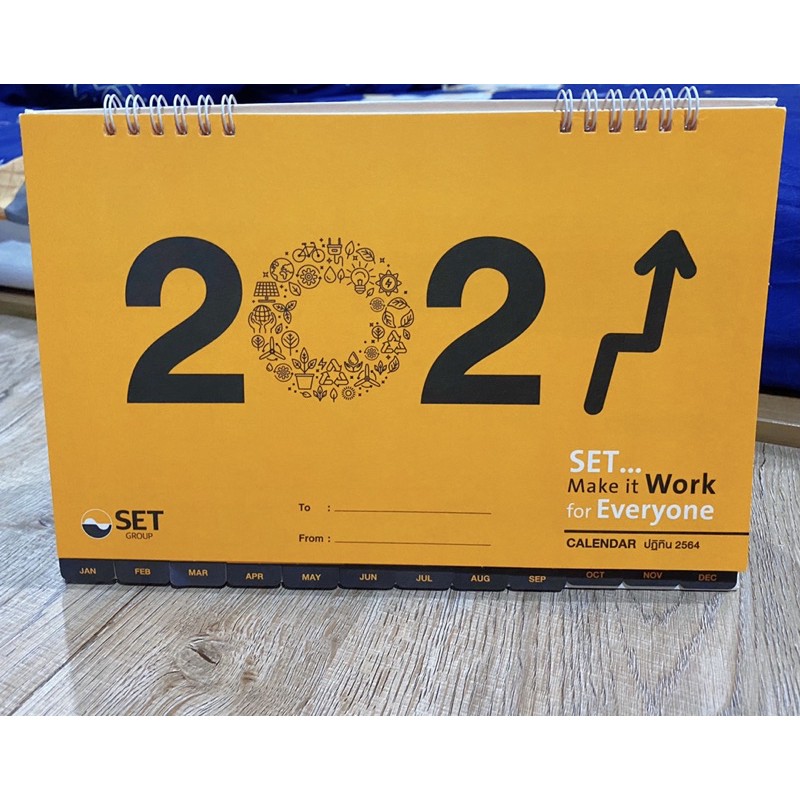 2021
SET...
Make it Work
for Everyone
CALENDAR ปฏิทิน 2564
To : 
From : 
SET
GROUP
JAN FEB MAR APR MAY JUN JUL AUG SEP OCT NOV DEC